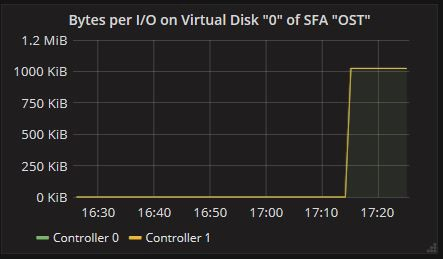 Bytes per I/O on Virtual Disk "0" of SFA "OST"
1.2 MiB
1000 KiB
750 KiB
500 KiB
250 KiB
0 KiB
16:30 16:40 16:50 17:00 17:10 17:20
Controller 0 Controller 1